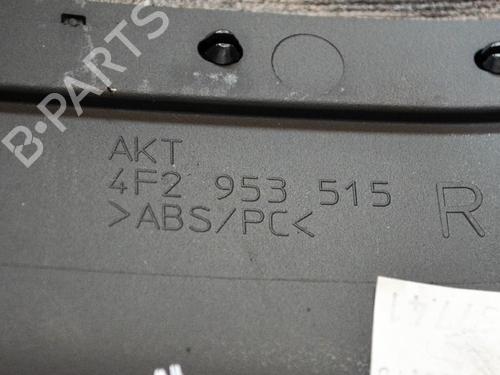 B-PARTS
AKT
4F2 953 515 R
>ABS/PC<